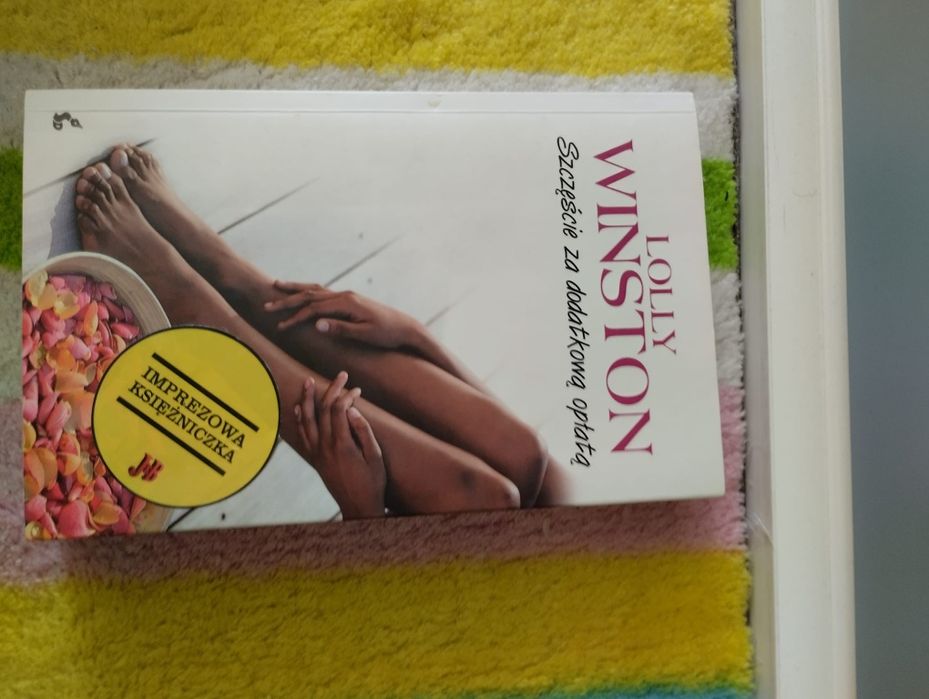 LOLLY
WINSTON
Szczęście za dodatkową opłatą
IMPREZOWA
KSIĘŻNICZKA